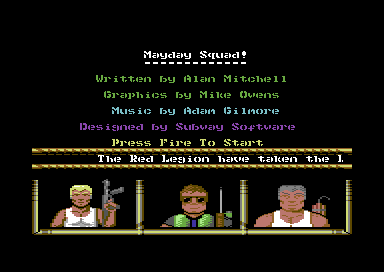 Mayday Squad!
Written by Alan Mitchell
Graphics by Mike Owens
Music by Adam Gilmore
Designed by Subway Software
Press Fire To Start
The Red Legion have taken the l